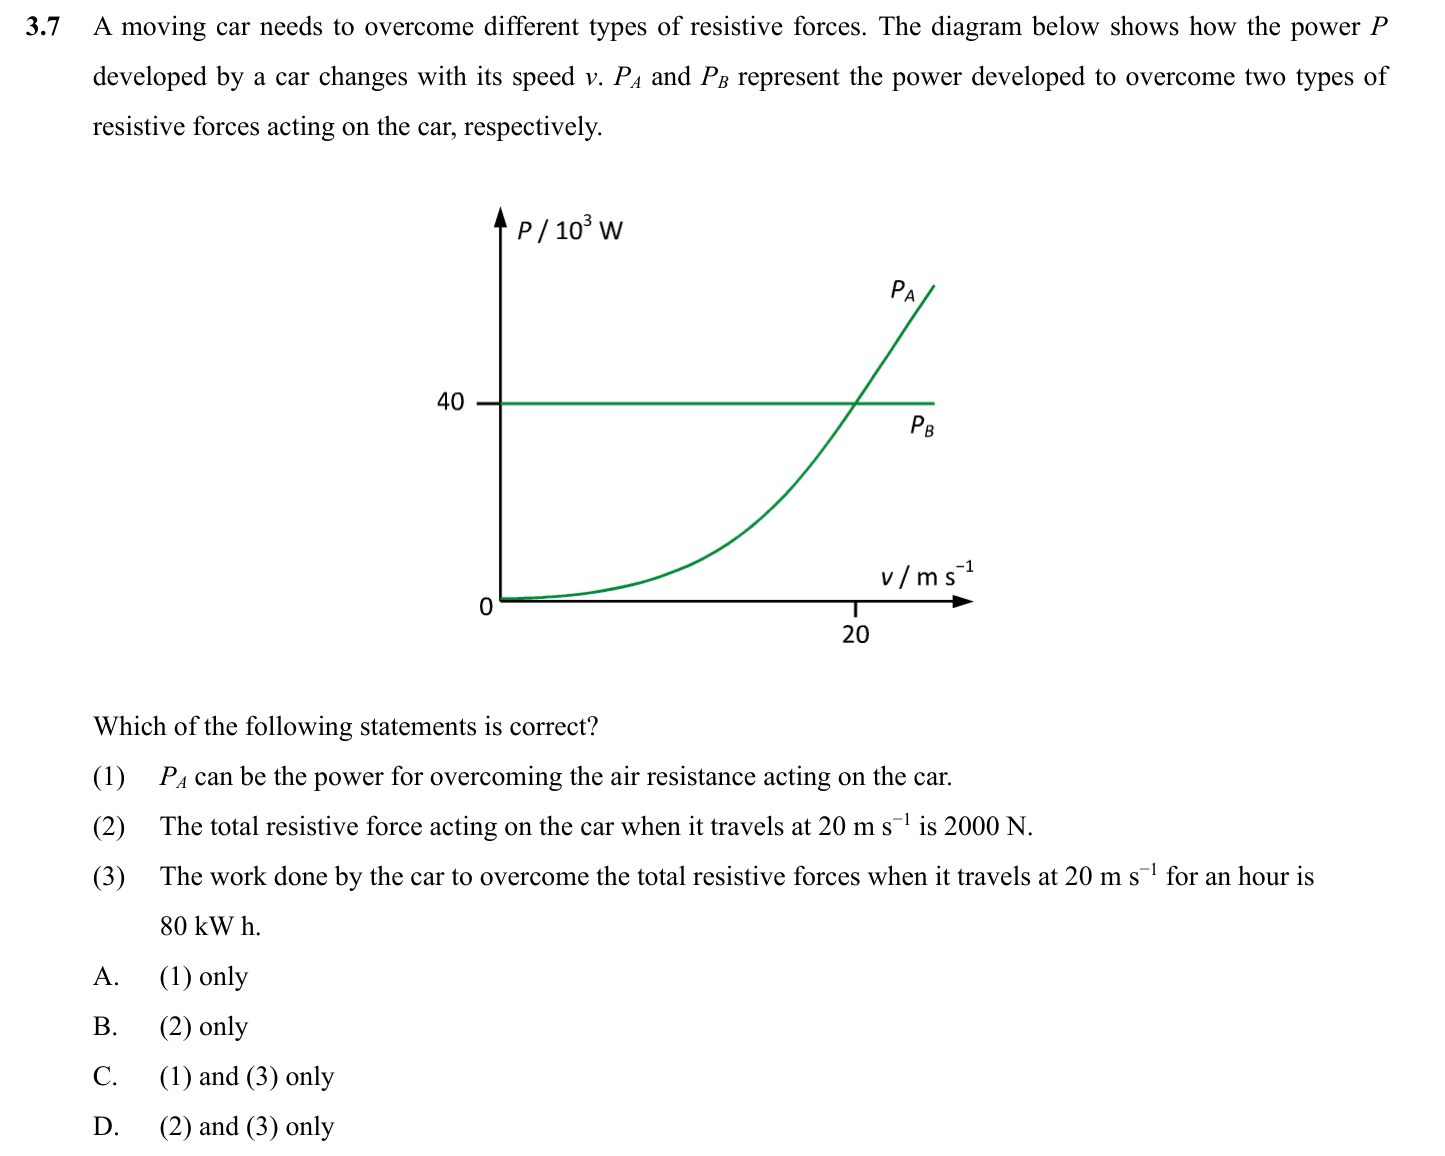 3.7 A moving car needs to overcome different types of resistive forces. The diagram below shows how the power P
developed by a car changes with its speed v. P_A and P_B represent the power developed to overcome two types of
resistive forces acting on the car, respectively.
P / 10³ W
P_A
40
P_B
v / m s⁻¹
0
20
Which of the following statements is correct?
(1) P_A can be the power for overcoming the air resistance acting on the car.
(2) The total resistive force acting on the car when it travels at 20 m s⁻¹ is 2000 N.
(3) The work done by the car to overcome the total resistive forces when it travels at 20 m s⁻¹ for an hour is
80 kW h.
A. (1) only
B. (2) only
C. (1) and (3) only
D. (2) and (3) only